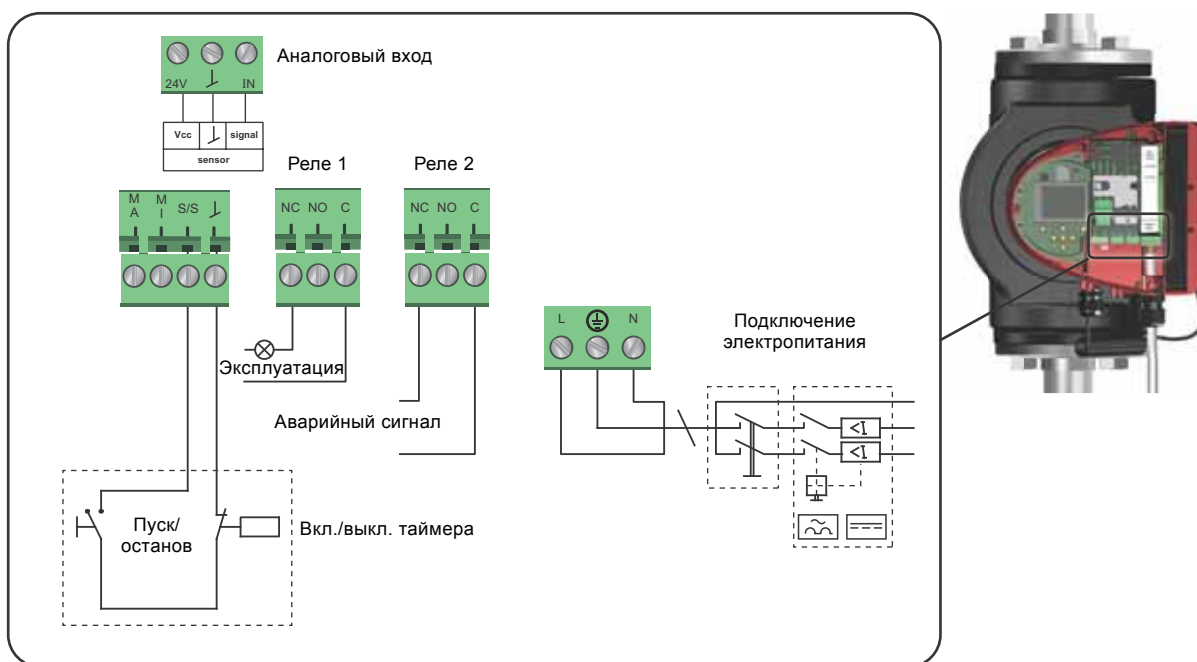 Аналоговый вход
24V IN
Vcc signal
sensor
Реле 1
Реле 2
M A M I S/S
NC NO C
NC NO C
Эксплуатация
Аварийный сигнал
L N
Подключение
электропитания
<I
<I
Пуск/
останов
Вкл./выкл. таймера